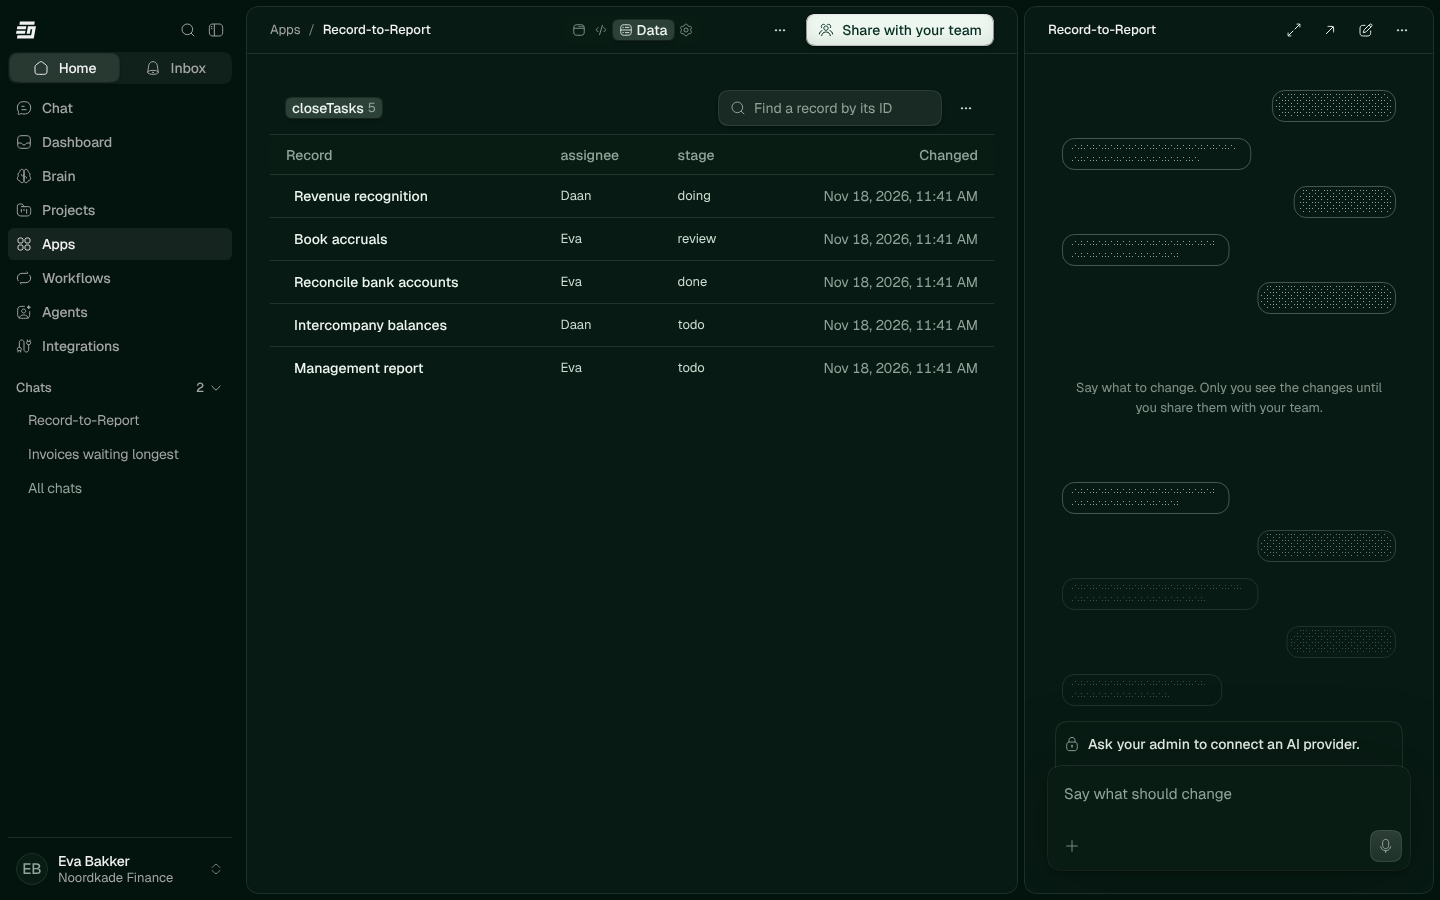 Home
Inbox
Chat
Dashboard
Brain
Projects
Apps
Workflows
Agents
Integrations
Chats 2
Record-to-Report
Invoices waiting longest
All chats
EB
Eva Bakker
Noordkade Finance
Apps / Record-to-Report
Data
Share with your team
closeTasks 5
Find a record by its ID
Record assignee stage Changed
Revenue recognition Daan doing Nov 18, 2026, 11:41 AM
Book accruals Eva review Nov 18, 2026, 11:41 AM
Reconcile bank accounts Eva done Nov 18, 2026, 11:41 AM
Intercompany balances Daan todo Nov 18, 2026, 11:41 AM
Management report Eva todo Nov 18, 2026, 11:41 AM
Record-to-Report
Say what to change. Only you see the changes until
you share them with your team.
Ask your admin to connect an AI provider.
Say what should change